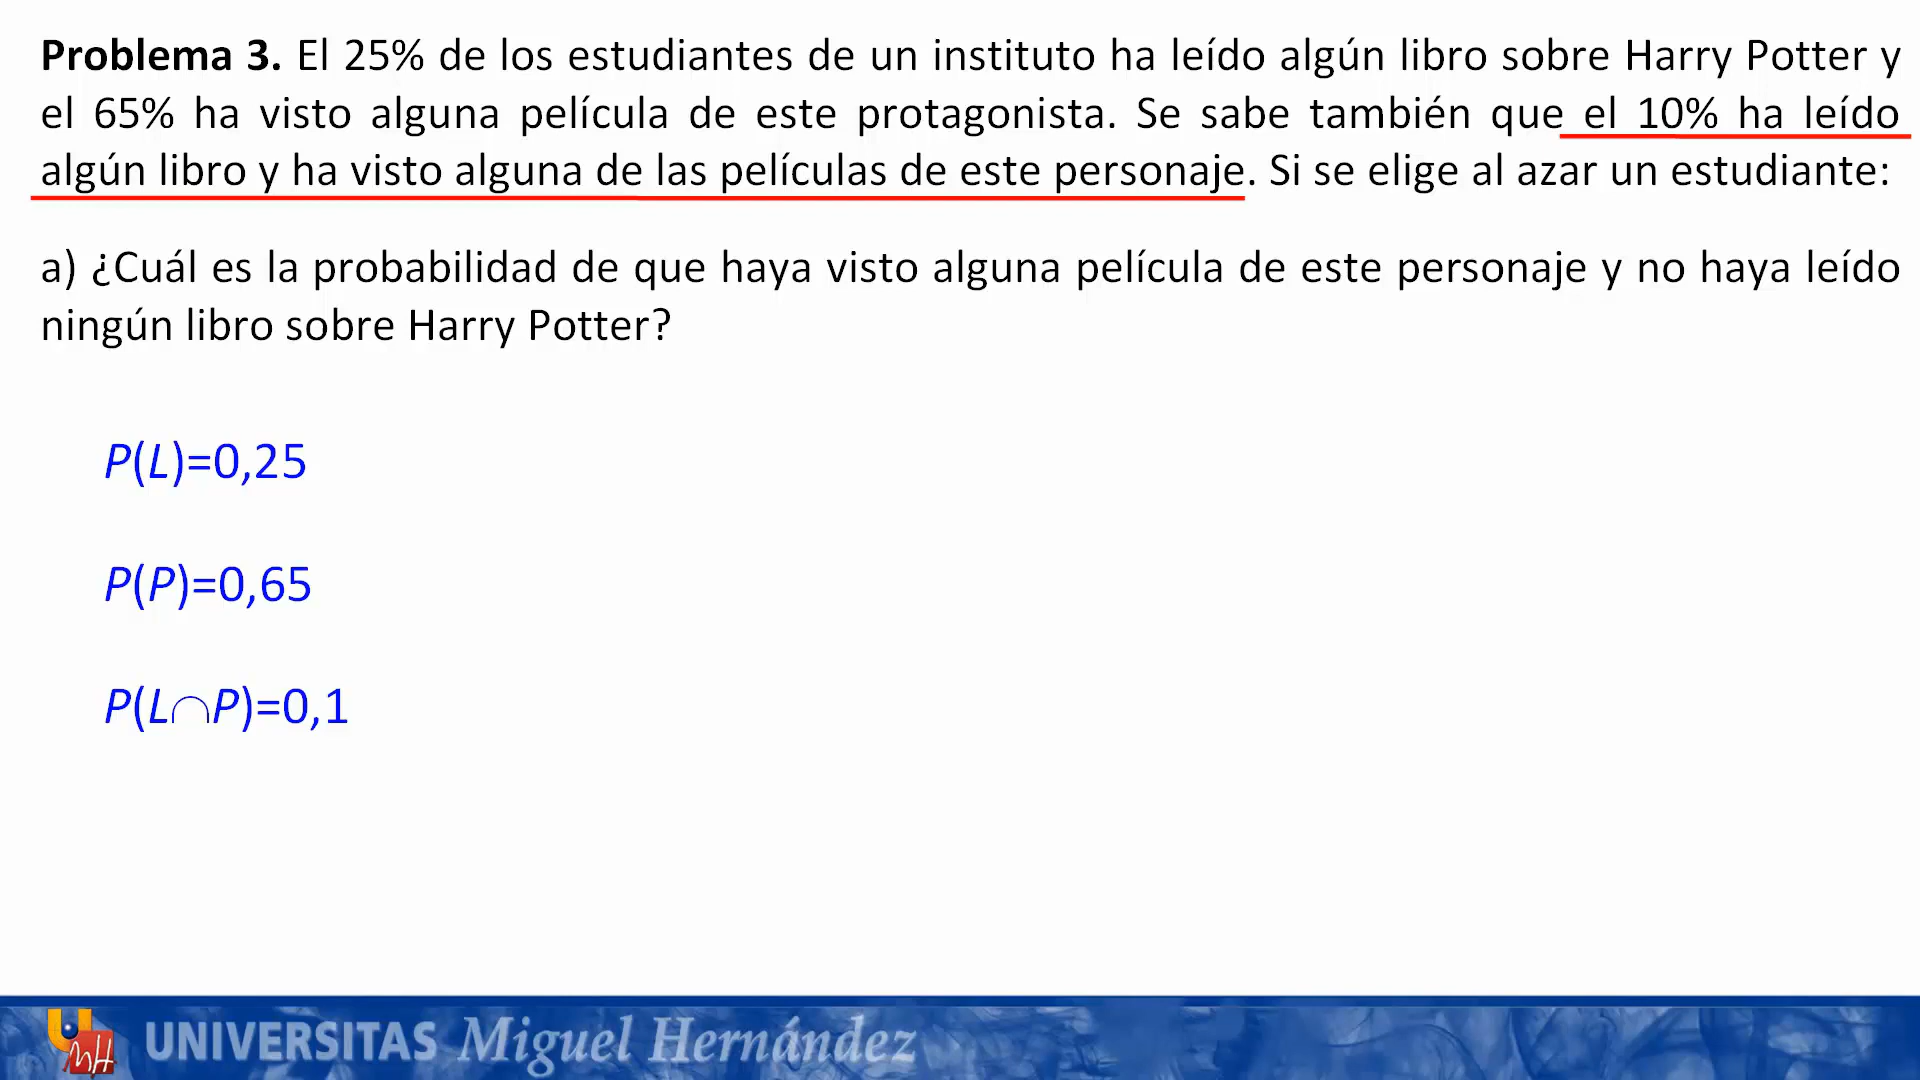 Problema 3. El 25% de los estudiantes de un instituto ha leído algún libro sobre Harry Potter y
el 65% ha visto alguna película de este protagonista. Se sabe también que el 10% ha leído
algún libro y ha visto alguna de las películas de este personaje. Si se elige al azar un estudiante:
a) ¿Cuál es la probabilidad de que haya visto alguna película de este personaje y no haya leído
ningún libro sobre Harry Potter?
P(L)=0,25
P(P)=0,65
P(L∩P)=0,1
UNIVERSITAS Miguel Hernández